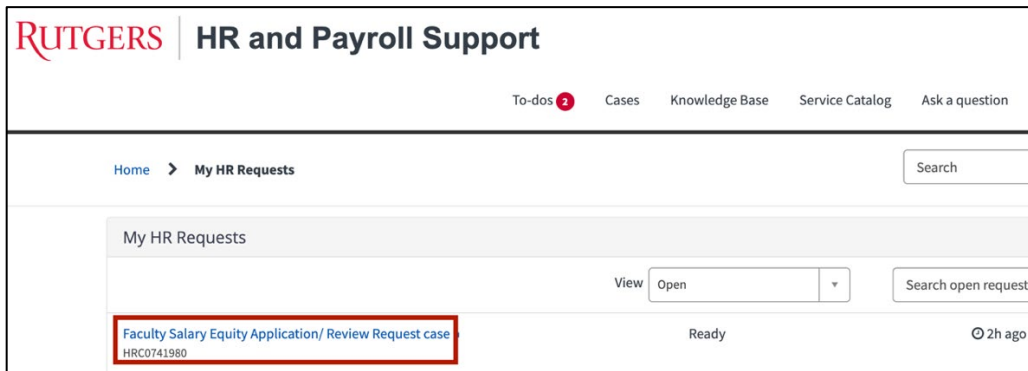 RUTGERS HR and Payroll Support
To-dos 2 Cases Knowledge Base Service Catalog Ask a question
Home > My HR Requests Search
My HR Requests
View Open Search open request
Faculty Salary Equity Application/ Review Request case Ready 2h ago
HRC0741980